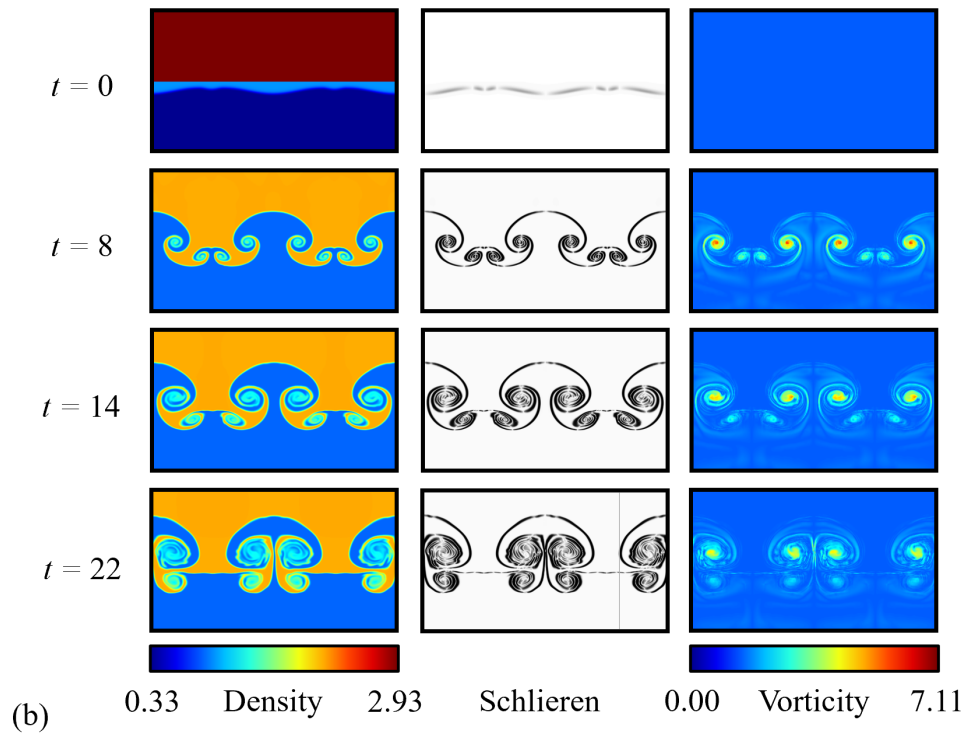 t = 0
t = 8
t = 14
t = 22
0.33 Density 2.93 Schlieren 0.00 Vorticity 7.11
(b)